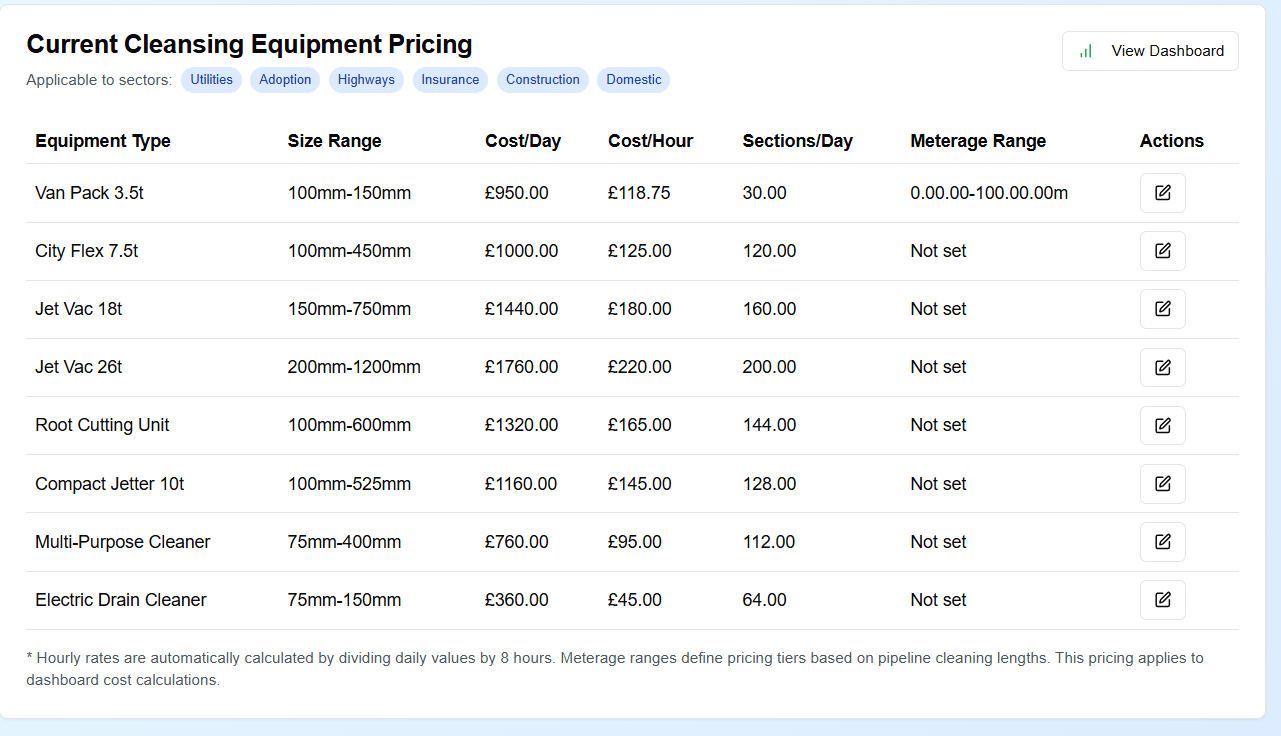 Current Cleansing Equipment Pricing
View Dashboard
Applicable to sectors: Utilities Adoption Highways Insurance Construction Domestic
Equipment Type Size Range Cost/Day Cost/Hour Sections/Day Meterage Range Actions
Van Pack 3.5t 100mm-150mm £950.00 £118.75 30.00 0.00.00-100.00.00m
City Flex 7.5t 100mm-450mm £1000.00 £125.00 120.00 Not set
Jet Vac 18t 150mm-750mm £1440.00 £180.00 160.00 Not set
Jet Vac 26t 200mm-1200mm £1760.00 £220.00 200.00 Not set
Root Cutting Unit 100mm-600mm £1320.00 £165.00 144.00 Not set
Compact Jetter 10t 100mm-525mm £1160.00 £145.00 128.00 Not set
Multi-Purpose Cleaner 75mm-400mm £760.00 £95.00 112.00 Not set
Electric Drain Cleaner 75mm-150mm £360.00 £45.00 64.00 Not set
* Hourly rates are automatically calculated by dividing daily values by 8 hours. Meterage ranges define pricing tiers based on pipeline cleaning lengths. This pricing applies to
dashboard cost calculations.